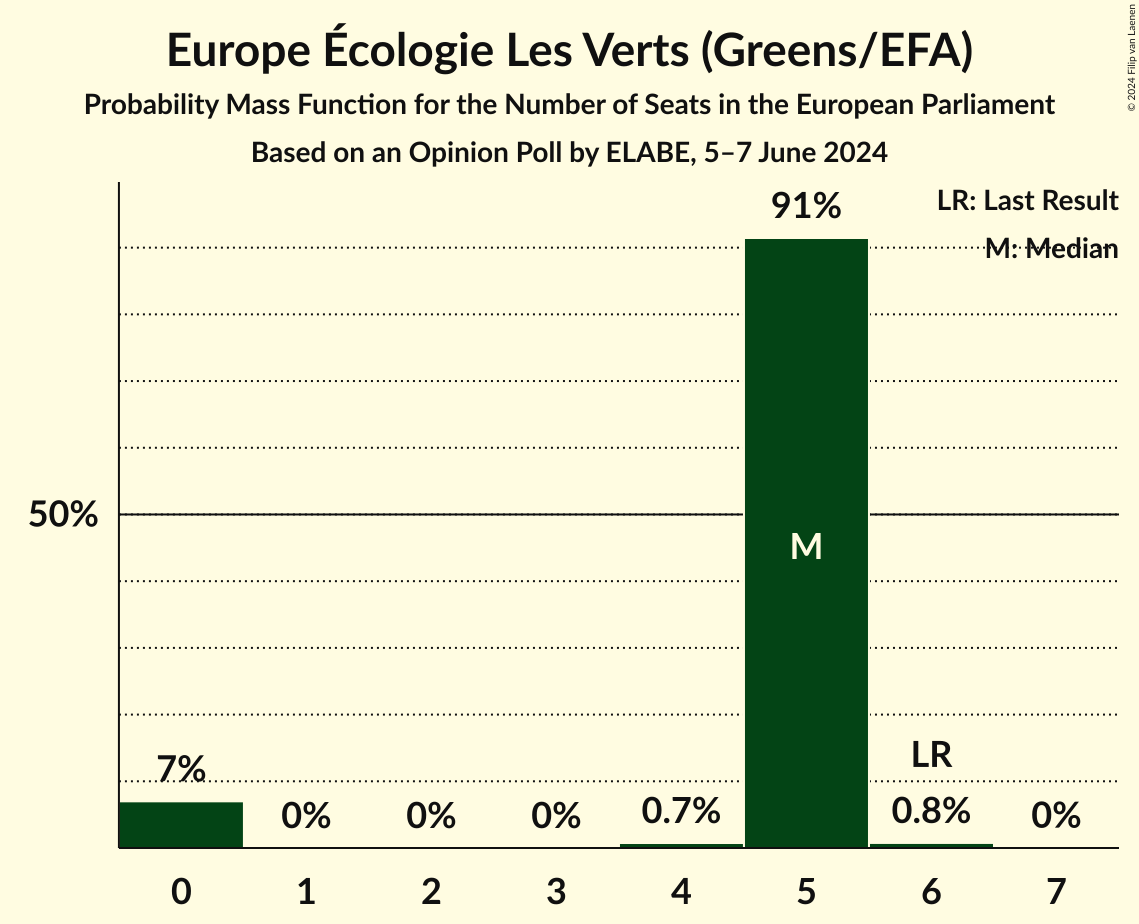 Europe Écologie Les Verts (Greens/EFA)
Probability Mass Function for the Number of Seats in the European Parliament
Based on an Opinion Poll by ELABE, 5–7 June 2024
© 2024 Filip van Laenen
LR: Last Result
M: Median
91%
50%
M
7%
0%
0%
0%
0.7%
LR
0.8%
0%
0 1 2 3 4 5 6 7